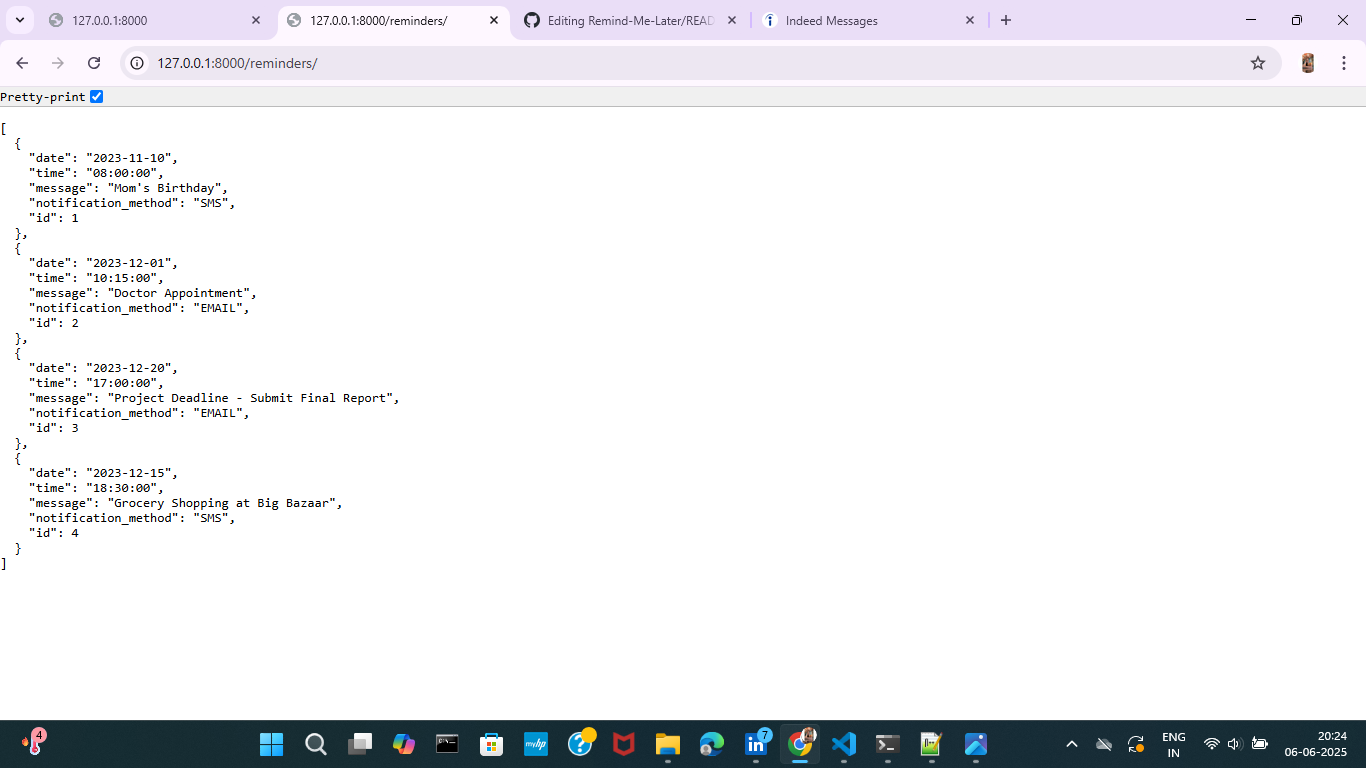 127.0.0.1:8000
127.0.0.1:8000/reminders/
Editing Remind-Me-Later/READ
Indeed Messages
127.0.0.1:8000/reminders/
Pretty-print
[
  {
    "date": "2023-11-10",
    "time": "08:00:00",
    "message": "Mom's Birthday",
    "notification_method": "SMS",
    "id": 1
  },
  {
    "date": "2023-12-01",
    "time": "10:15:00",
    "message": "Doctor Appointment",
    "notification_method": "EMAIL",
    "id": 2
  },
  {
    "date": "2023-12-20",
    "time": "17:00:00",
    "message": "Project Deadline - Submit Final Report",
    "notification_method": "EMAIL",
    "id": 3
  },
  {
    "date": "2023-12-15",
    "time": "18:30:00",
    "message": "Grocery Shopping at Big Bazaar",
    "notification_method": "SMS",
    "id": 4
  }
]
4
myhp
?
in
7
ENG
IN
20:24
06-06-2025